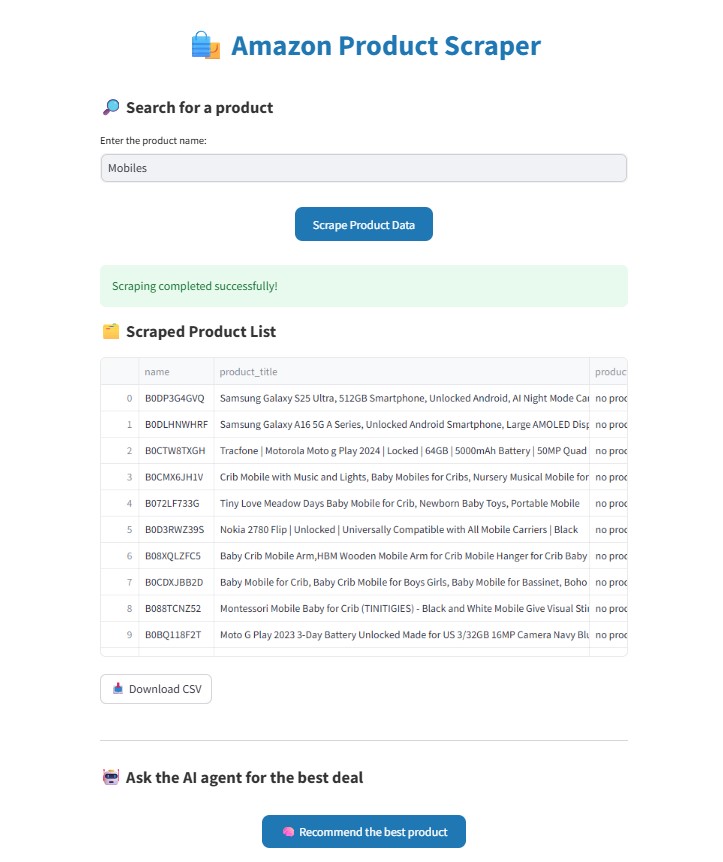 Amazon Product Scraper
Search for a product
Enter the product name:
Mobiles
Scrape Product Data
Scraping completed successfully!
Scraped Product List
name product_title produc
0 B0DP3G4GVQ Samsung Galaxy S25 Ultra, 512GB Smartphone, Unlocked Android, AI Night Mode Car no prod
1 B0DLHNWHRF Samsung Galaxy A16 5G A Series, Unlocked Android Smartphone, Large AMOLED Disp no prod
2 B0CTW8TXGH Tracfone | Motorola Moto g Play 2024 | Locked | 64GB | 5000mAh Battery | 50MP Quad no prod
3 B0CMX6JH1V Crib Mobile with Music and Lights, Baby Mobiles for Cribs, Nursery Musical Mobile for no prod
4 B072LF733G Tiny Love Meadow Days Baby Mobile for Crib, Newborn Baby Toys, Portable Mobile no prod
5 B0D3RWZ39S Nokia 2780 Flip | Unlocked | Universally Compatible with All Mobile Carriers | Black no prod
6 B08XQLZFC5 Baby Crib Mobile Arm,HBM Wooden Mobile Arm for Crib Mobile Hanger for Crib Baby no prod
7 B0CDXJBB2D Baby Mobile for Crib, Baby Crib Mobile for Boys Girls, Baby Mobile for Bassinet, Boho no prod
8 B088TCNZ52 Montessori Mobile Baby for Crib (TINITIGIES) - Black and White Mobile Give Visual Sti no prod
9 B0BQ118F2T Moto G Play 2023 3-Day Battery Unlocked Made for US 3/32GB 16MP Camera Navy Blu no prod
Download CSV
Ask the AI agent for the best deal
Recommend the best product